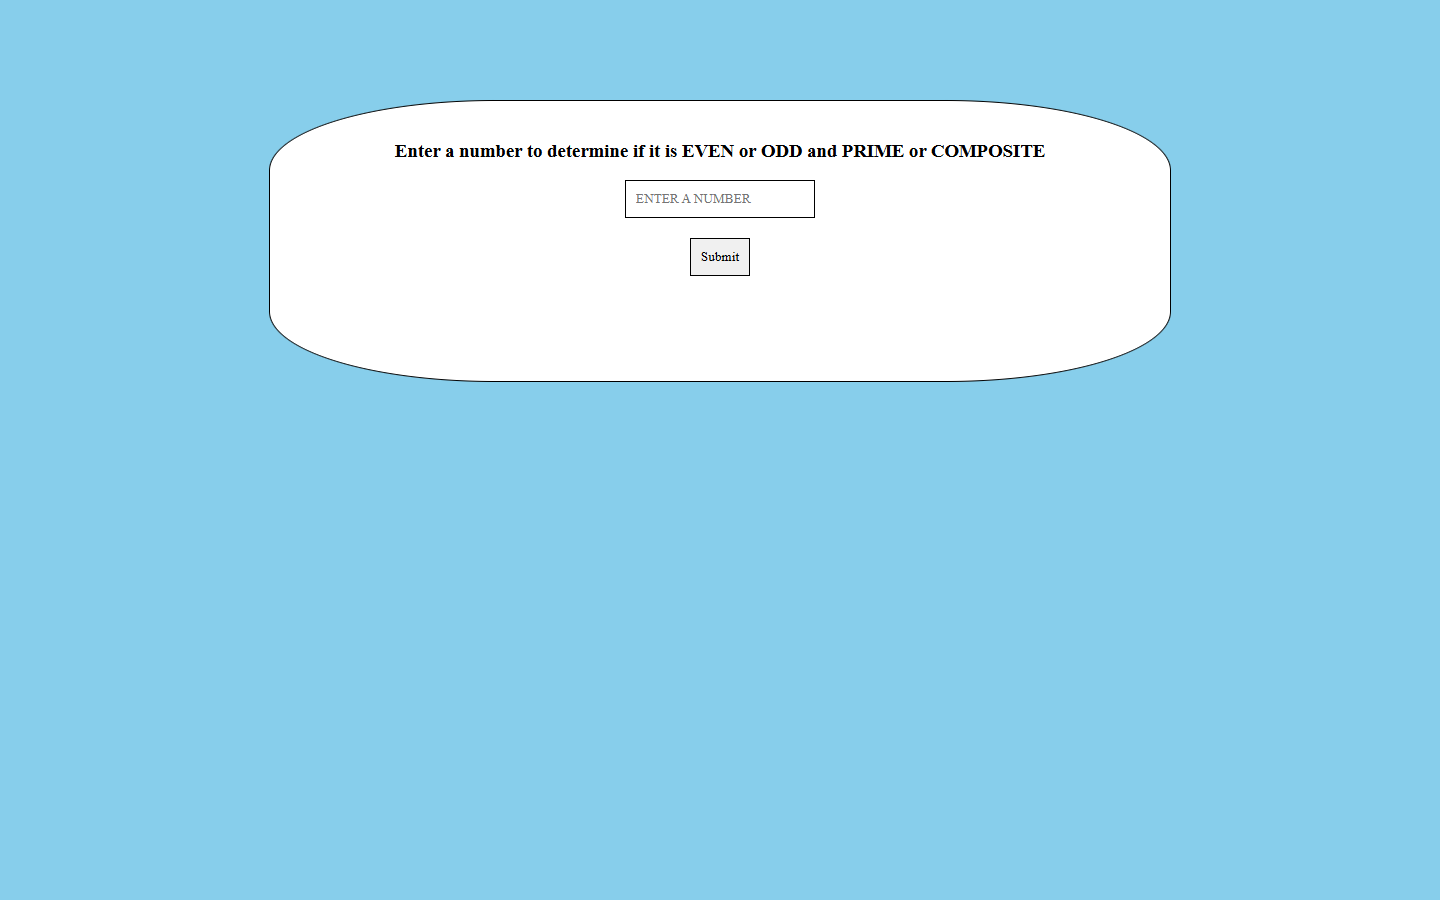 Enter a number to determine if it is EVEN or ODD and PRIME or COMPOSITE
ENTER A NUMBER
Submit